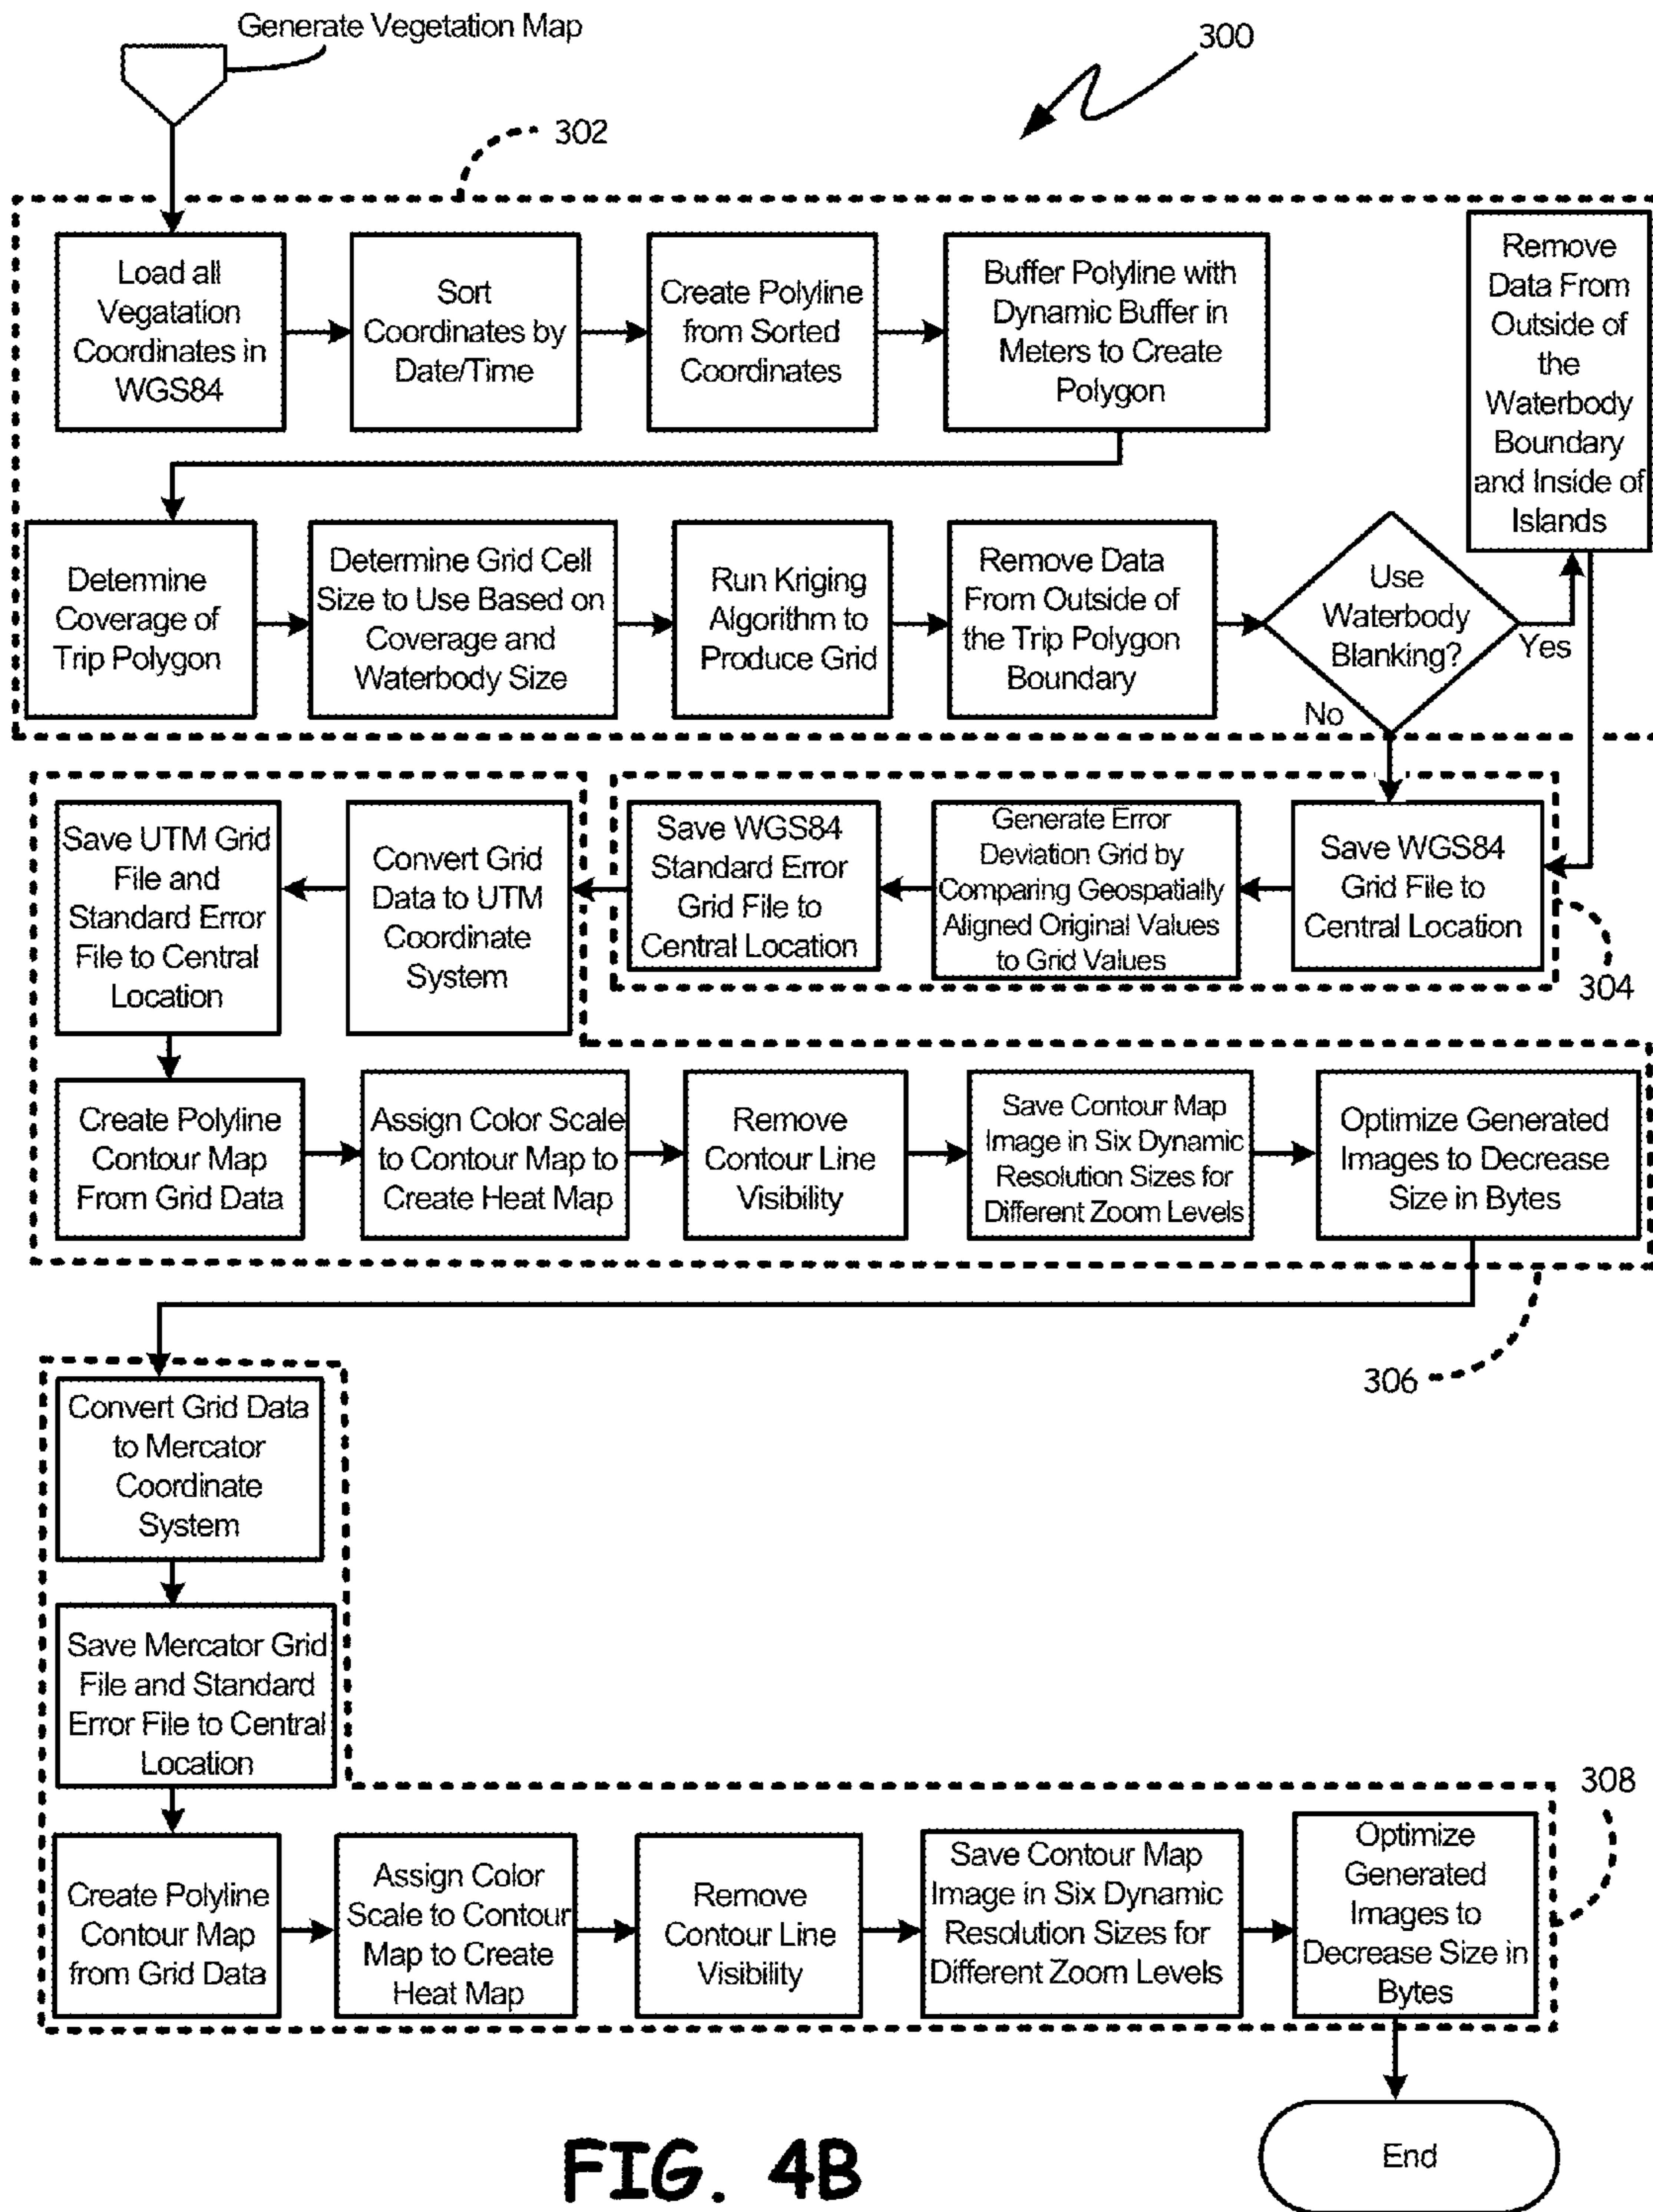 Generate Vegetation Map
300
302
Load all
Vegatation
Coordinates in
WGS84
Sort
Coordinates by
Date/Time
Create Polyline
from Sorted
Coordinates
Buffer Polyline with
Dynamic Buffer in
Meters to Create
Polygon
Remove
Data From
Outside of
the
Waterbody
Boundary
and Inside of
Islands
Determine
Coverage of
Trip Polygon
Determine Grid Cell
Size to Use Based on
Coverage and
Waterbody Size
Run Kriging
Algorithm to
Produce Grid
Remove Data
From Outside of
the Trip Polygon
Boundary
Use
Waterbody
Blanking?
Yes
No
Save WGS84
Grid File to
Central Location
Generate Error
Deviation Grid by
Comparing Geospatially
Aligned Original Values
to Grid Values
Save WGS84
Standard Error
Grid File to
Central Location
304
Convert Grid
Data to UTM
Coordinate
System
Save UTM Grid
File and
Standard Error
File to Central
Location
Create Polyline
Contour Map
From Grid Data
Assign Color Scale
to Contour Map to
Create Heat Map
Remove
Contour Line
Visibility
Save Contour Map
Image in Six Dynamic
Resolution Sizes for
Different Zoom Levels
Optimize Generated
Images to Decrease
Size in Bytes
306
Convert Grid Data
to Mercator
Coordinate
System
Save Mercator Grid
File and Standard
Error File to Central
Location
308
Create Polyline
Contour Map
from Grid Data
Assign Color
Scale to Contour
Map to Create
Heat Map
Remove
Contour Line
Visibility
Save Contour Map
Image in Six Dynamic
Resolution Sizes for
Different Zoom Levels
Optimize
Generated
Images to
Decrease Size in
Bytes
End
FIG. 4B